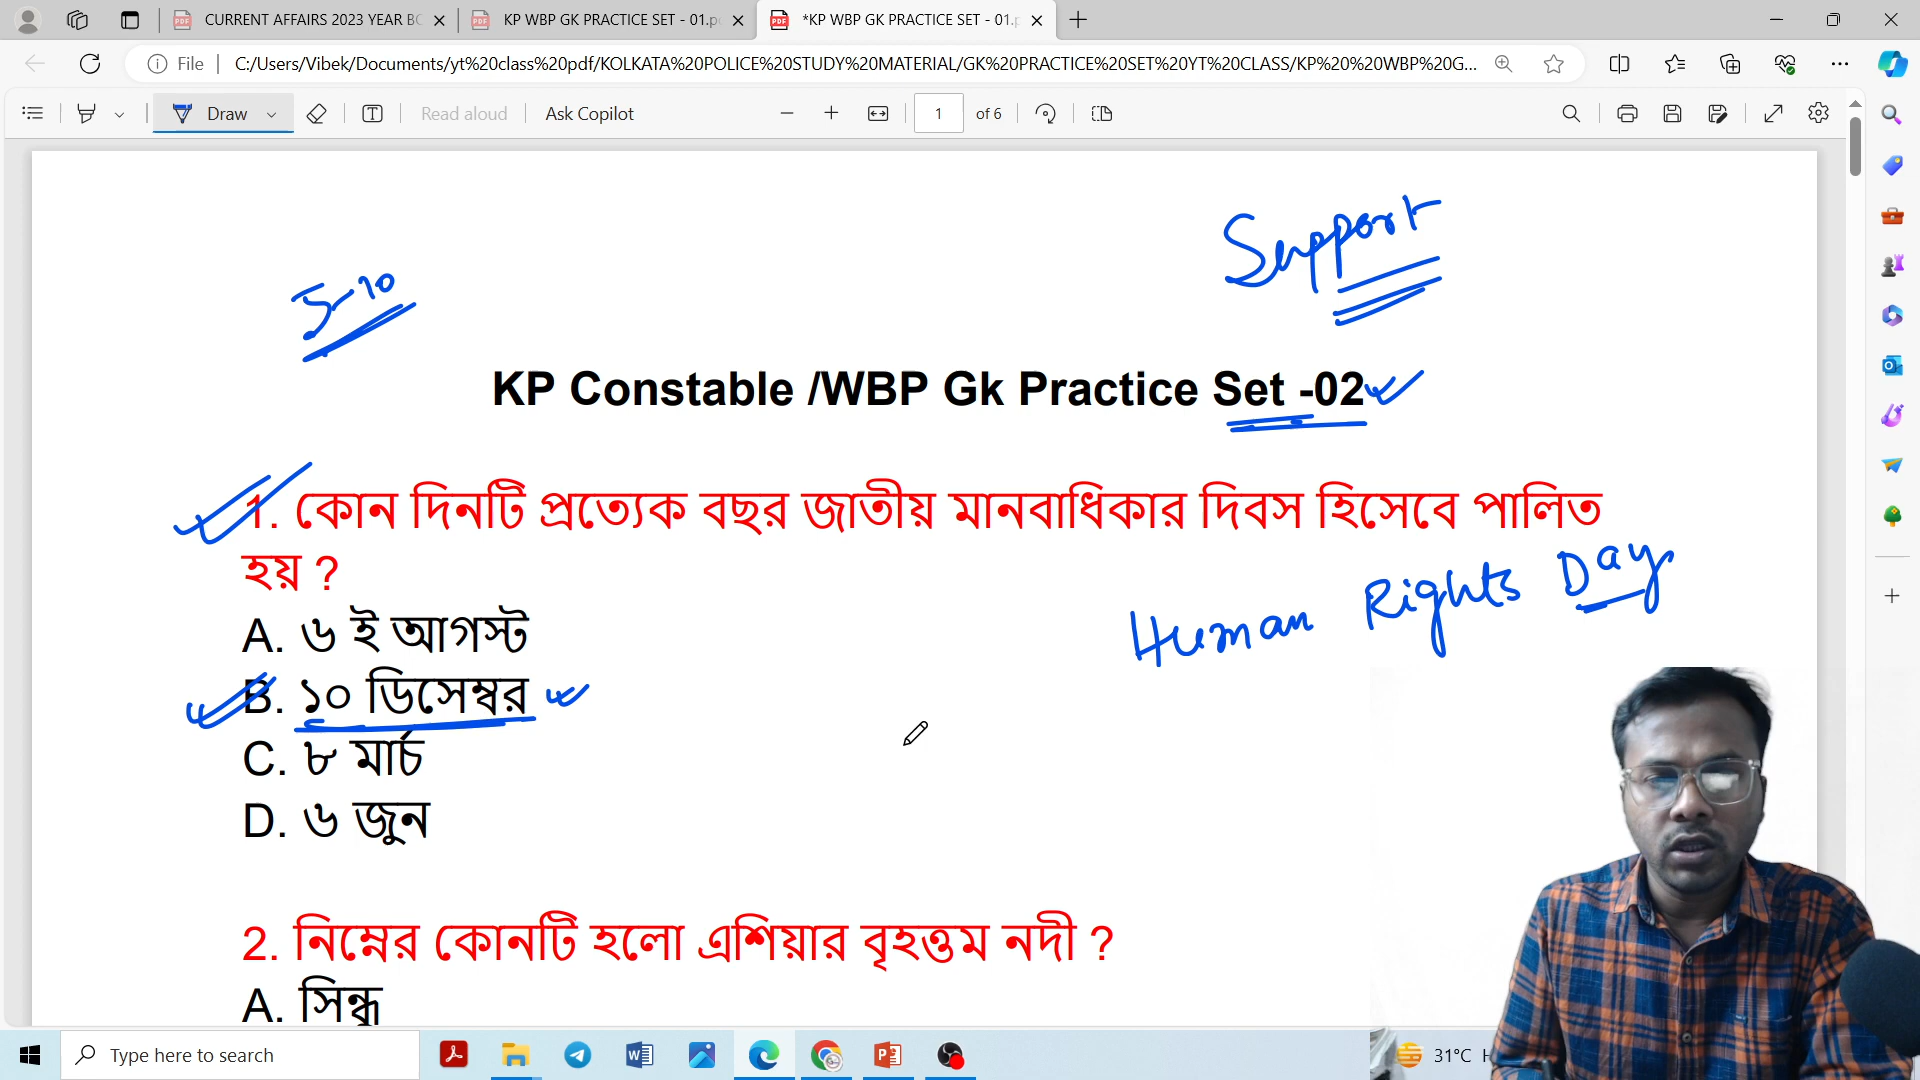 CURRENT AFFAIRS 2023 YEAR BC
KP WBP GK PRACTICE SET - 01.p
*KP WBP GK PRACTICE SET - 01.p
File
C:/Users/Vibek/Documents/yt%20class%20pdf/KOLKATA%20POLICE%20STUDY%20MATERIAL/GK%20PRACTICE%20SET%20YT%20CLASS/KP%20%20WBP%20G...
Draw
Read aloud
Ask Copilot
1 of 6
Support
5-10
KP Constable /WBP Gk Practice Set -02
1. কোন দিনটি প্রত্যেক বছর জাতীয় মানবাধিকার দিবস হিসেবে পালিত
হয় ?
Human Rights Day
A. ৬ ই আগস্ট
B. ১০ ডিসেম্বর
C. ৮ মার্চ
D. ৬ জুন
2. নিম্নের কোনটি হলো এশিয়ার বৃহত্তম নদী ?
A. সিন্ধু
Type here to search
31°C H